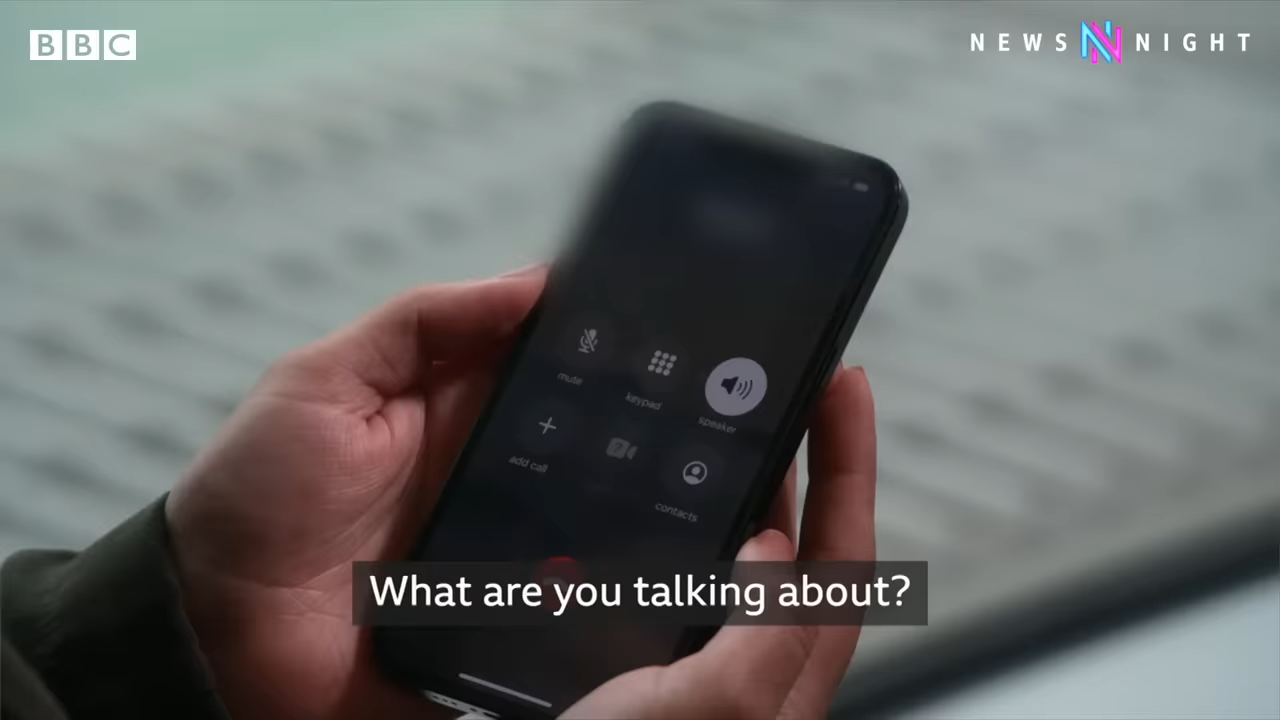 BBC
NEWSNIGHT
mute
keypad
speaker
add call
contacts
What are you talking about?